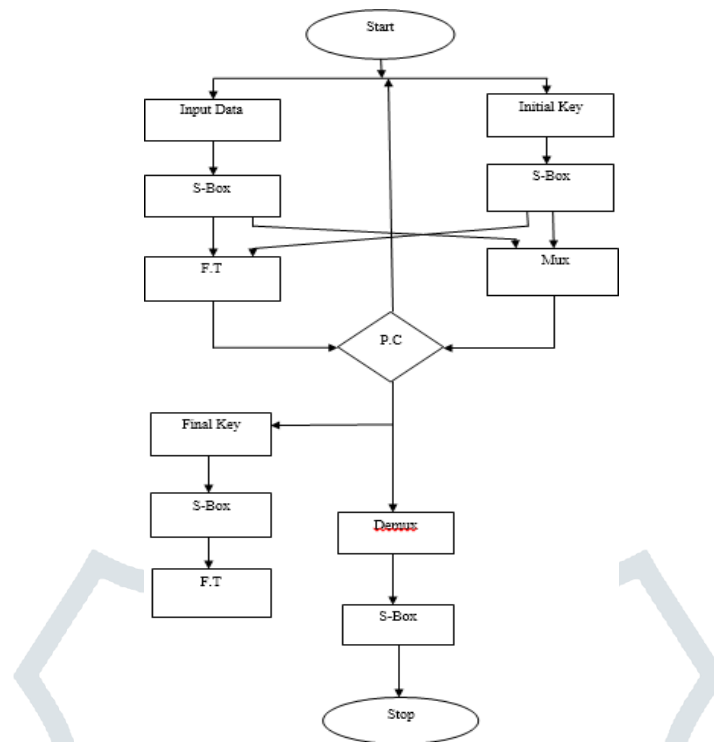 Start
Input Data
Initial Key
S-Box
S-Box
F.T
Mux
P.C
Final Key
S-Box
Demux
F.T
S-Box
Stop